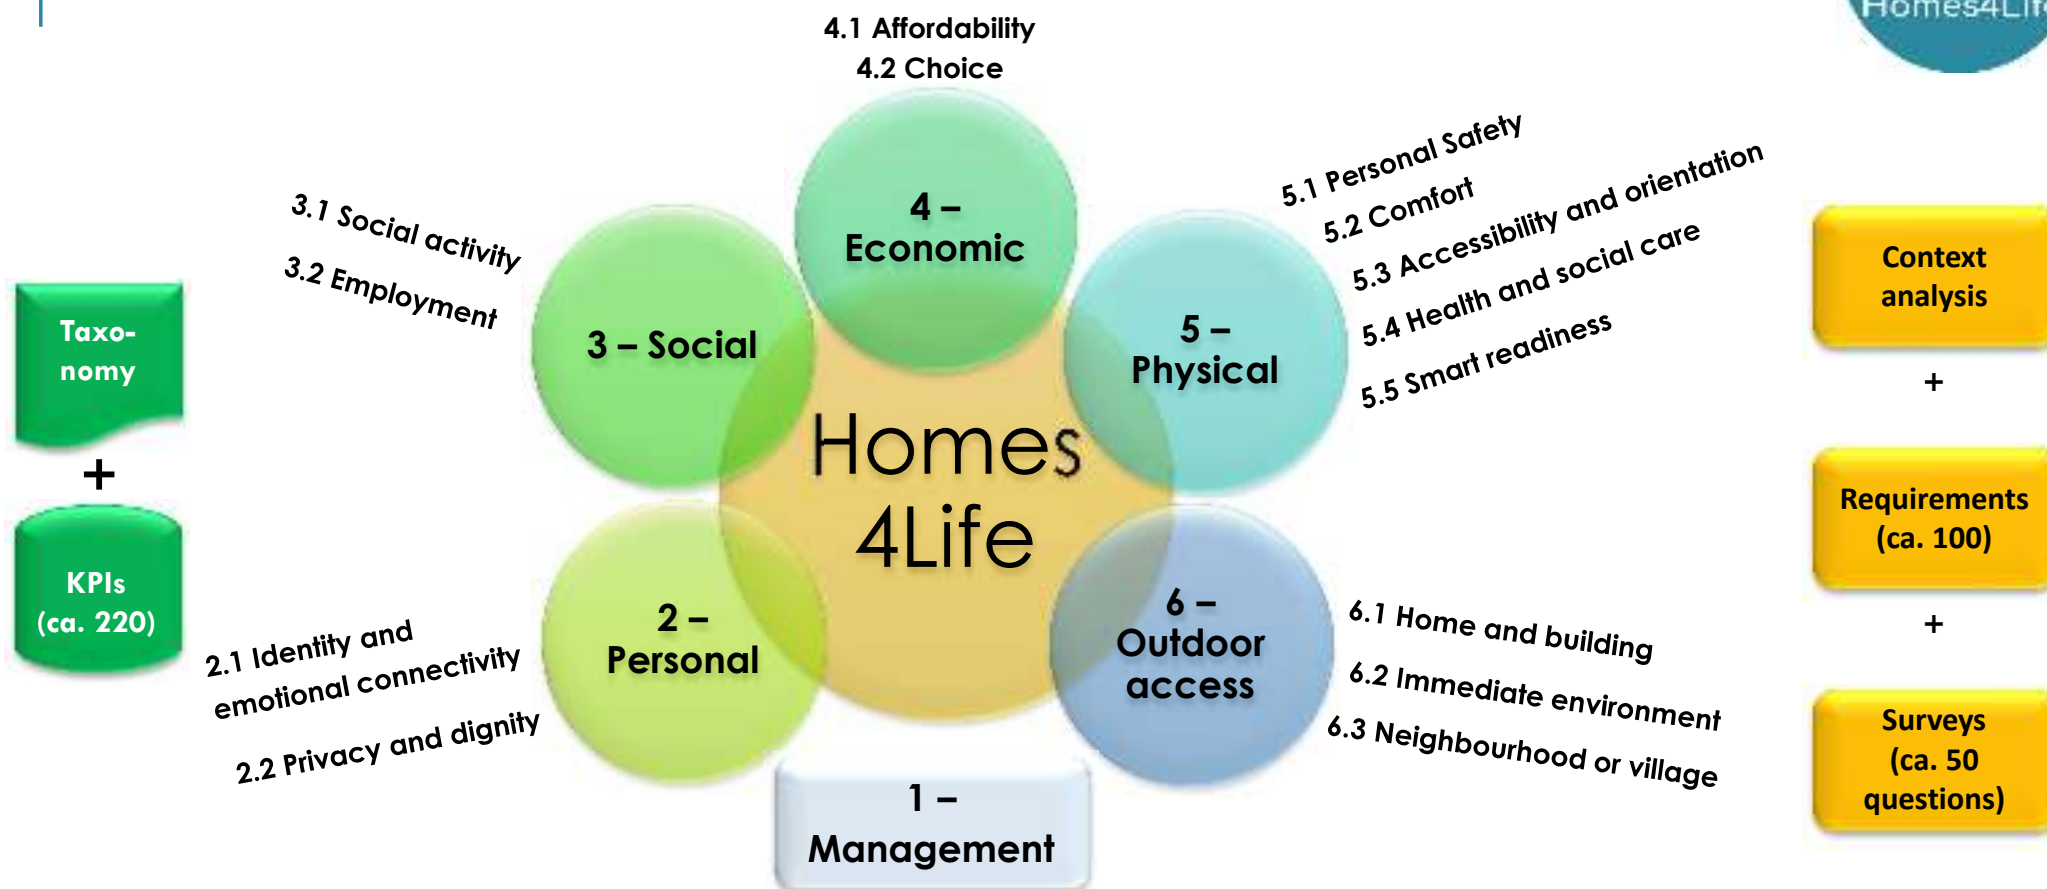 Homes4Life
4.1 Affordability
4.2 Choice
4 –
Economic
3.1 Social activity
3.2 Employment
3 – Social
5.1 Personal Safety
5.2 Comfort
5.3 Accessibility and orientation
5.4 Health and social care
5.5 Smart readiness
5 –
Physical
Homes
4Life
Taxo-
nomy
+
KPIs
(ca. 220)
2.1 Identity and
emotional connectivity
2.2 Privacy and dignity
2 –
Personal
6 –
Outdoor
access
6.1 Home and building
6.2 Immediate environment
6.3 Neighbourhood or village
1 –
Management
Context
analysis
+
Requirements
(ca. 100)
+
Surveys
(ca. 50
questions)